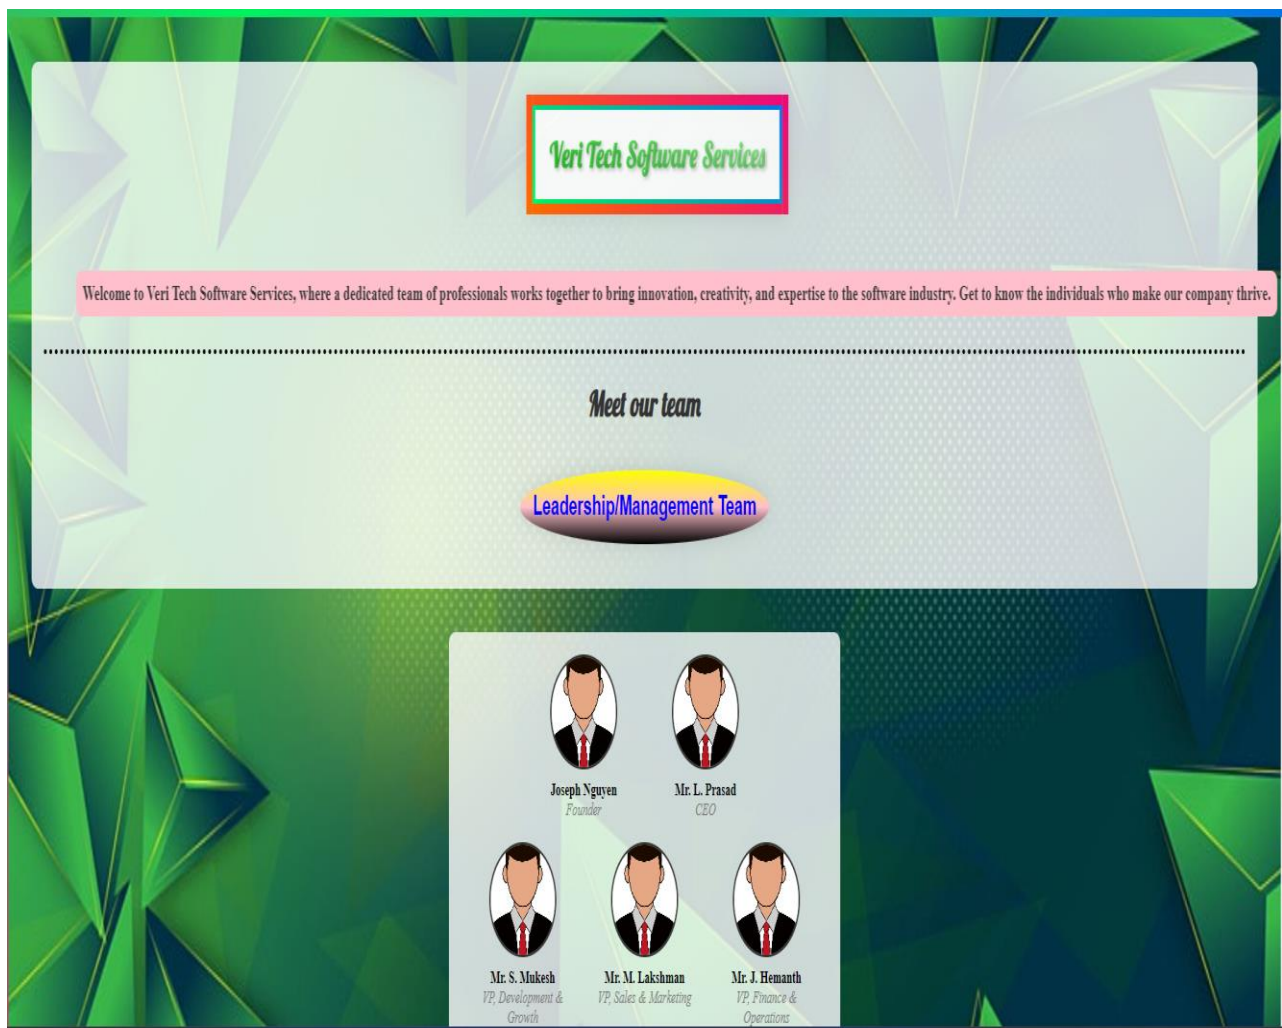 Veri Tech Software Services
Welcome to Veri Tech Software Services, where a dedicated team of professionals works together to bring innovation, creativity, and expertise to the software industry. Get to know the individuals who make our company thrive.
Meet our team
Leadership/Management Team
Joseph Nguyen
Founder
Mr. L. Prasad
CEO
Mr. S. Mukesh
VP, Development &
Growth
Mr. M. Lakshman
VP, Sales & Marketing
Mr. J. Hemanth
VP, Finance &
Operations